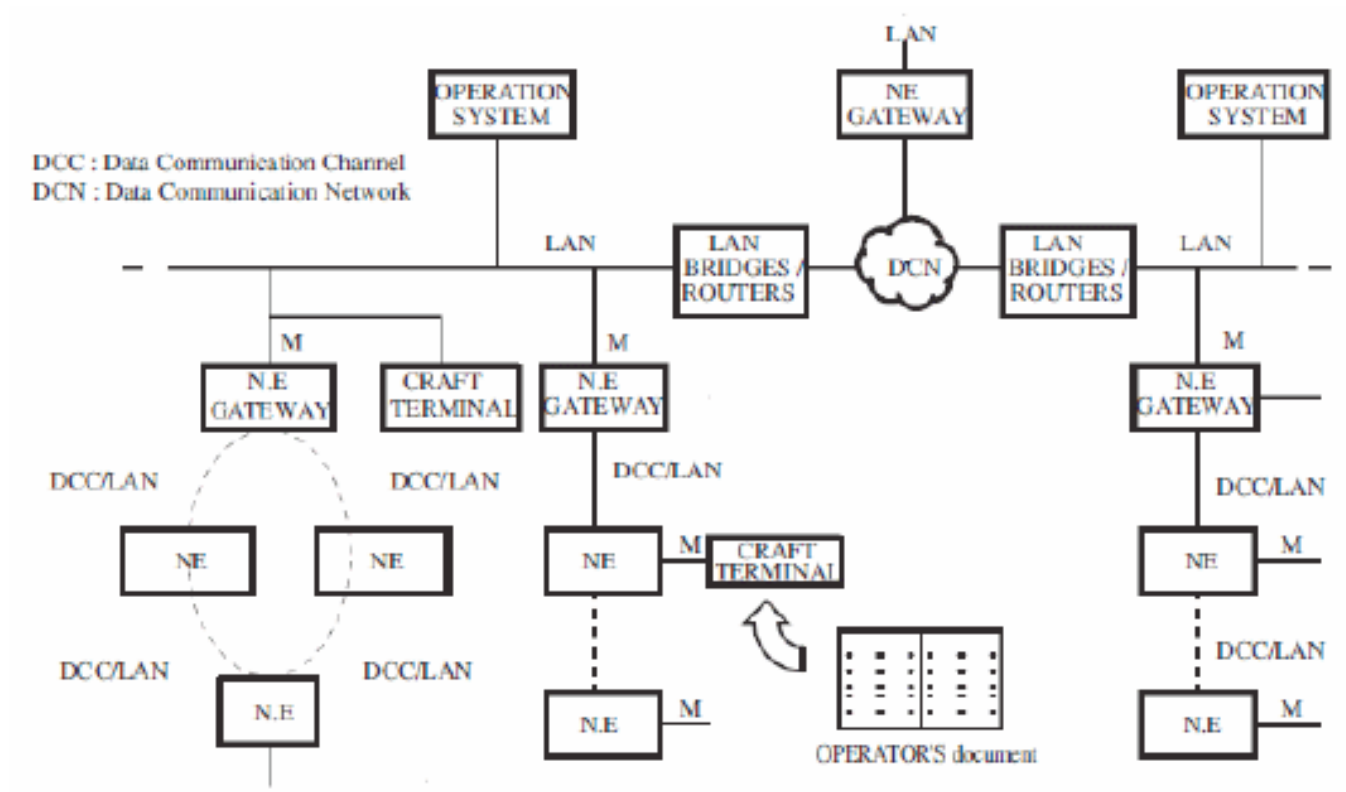 LAN
OPERATION
SYSTEM
NE
GATEWAY
OPERATION
SYSTEM
DCC : Data Communication Channel
DCN : Data Communication Network
LAN
LAN
BRIDGES /
ROUTERS
DCN
LAN
BRIDGES /
ROUTERS
LAN
M
M
M
N.E
GATEWAY
CRAFT
TERMINAL
N.E
GATEWAY
N.E
GATEWAY
DCC/LAN
DCC/LAN
DCC/LAN
DCC/LAN
NE
NE
NE
M
CRAFT
TERMINAL
NE
M
DCC/LAN
DCC/LAN
DCC/LAN
N.E
N.E
M
N.E
M
OPERATOR'S document